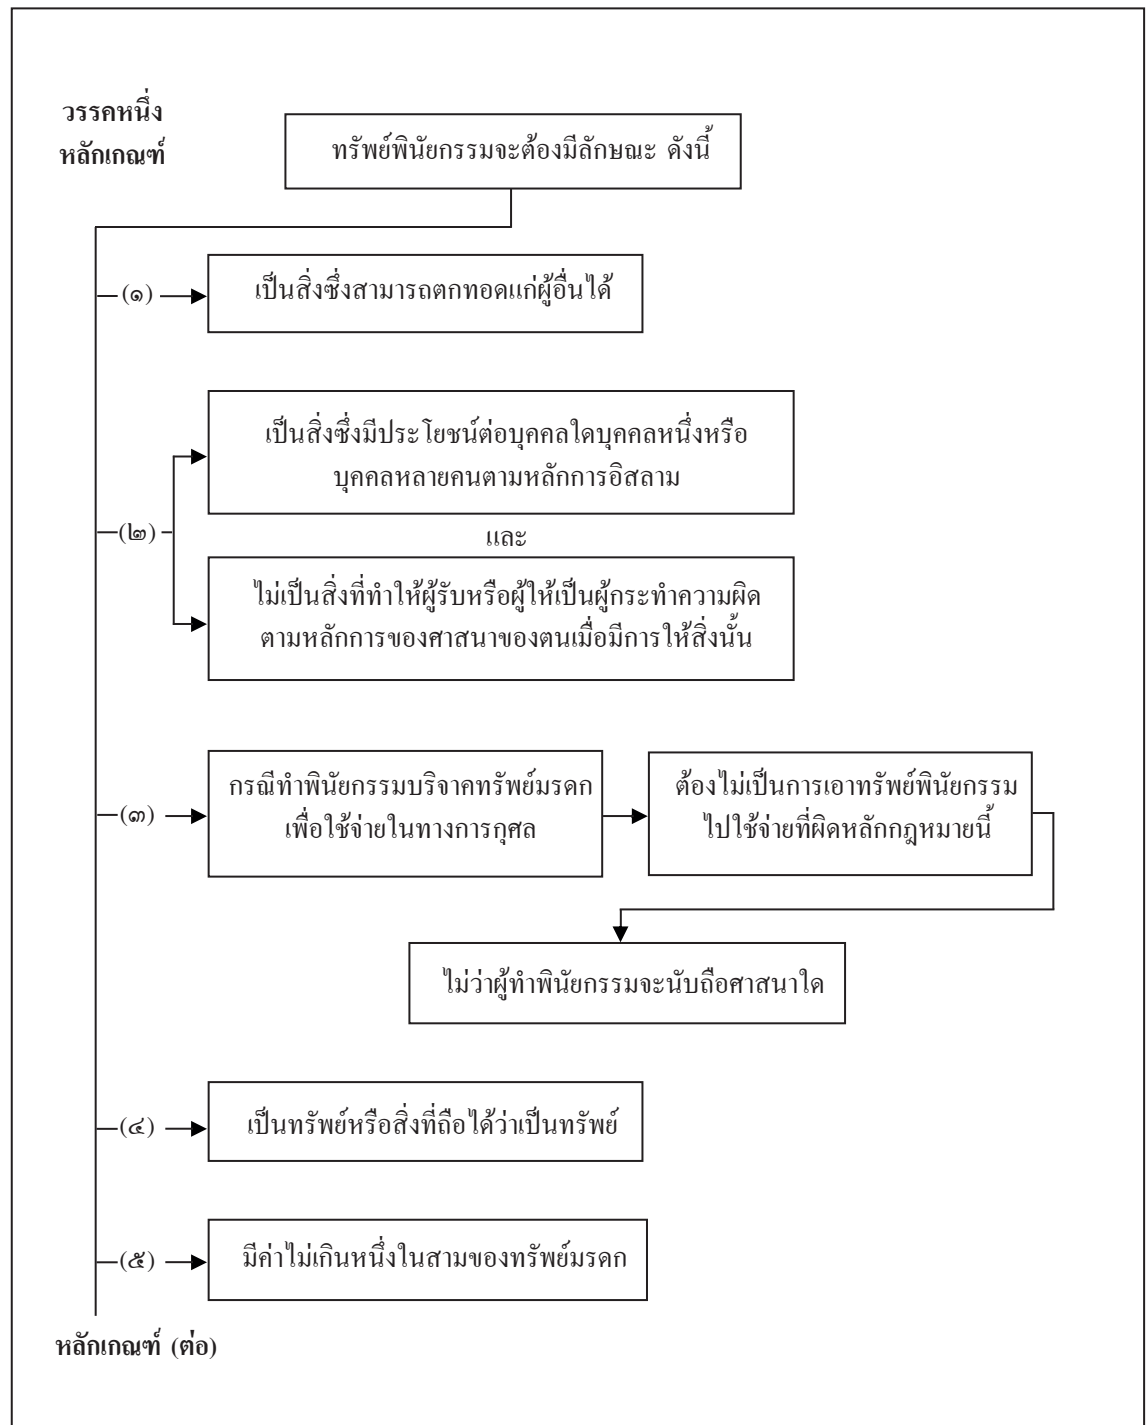 วรรคหนึ่ง
หลักเกณฑ์
ทรัพย์พินัยกรรมจะต้องมีลักษณะ ดังนี้
(๑)
เป็นสิ่งซึ่งสามารถตกทอดแก่ผู้อื่นได้
เป็นสิ่งซึ่งมีประโยชน์ต่อบุคคลใดบุคคลหนึ่งหรือ
บุคคลหลายคนตามหลักการอิสลาม
(๒)
และ
ไม่เป็นสิ่งที่ทำให้ผู้รับหรือผู้ให้เป็นผู้กระทำความผิด
ตามหลักการของศาสนาของตนเมื่อมีการให้สิ่งนั้น
(๓)
กรณีทำพินัยกรรมบริจาคทรัพย์มรดก
เพื่อใช้จ่ายในทางการกุศล
ต้องไม่เป็นการเอาทรัพย์พินัยกรรม
ไปใช้จ่ายที่ผิดหลักกฎหมายนี้
ไม่ว่าผู้ทำพินัยกรรมจะนับถือศาสนาใด
(๔)
เป็นทรัพย์หรือสิ่งที่ถือได้ว่าเป็นทรัพย์
(๕)
มีค่าไม่เกินหนึ่งในสามของทรัพย์มรดก
หลักเกณฑ์ (ต่อ)